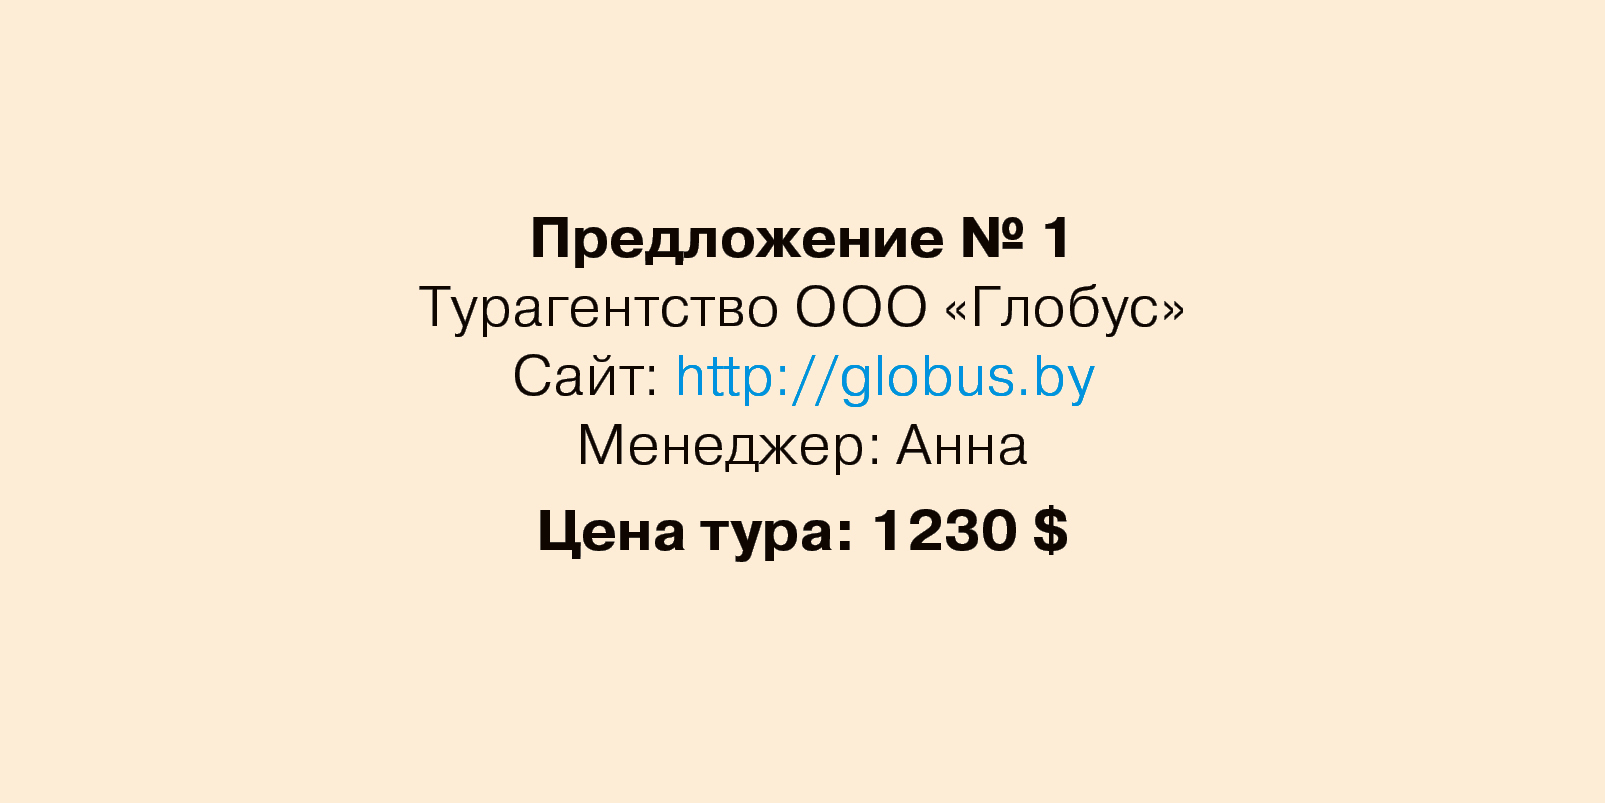 Предложение № 1
Турагентство ООО «Глобус»
Сайт: http://globus.by
Менеджер: Анна
Цена тура: 1230 $